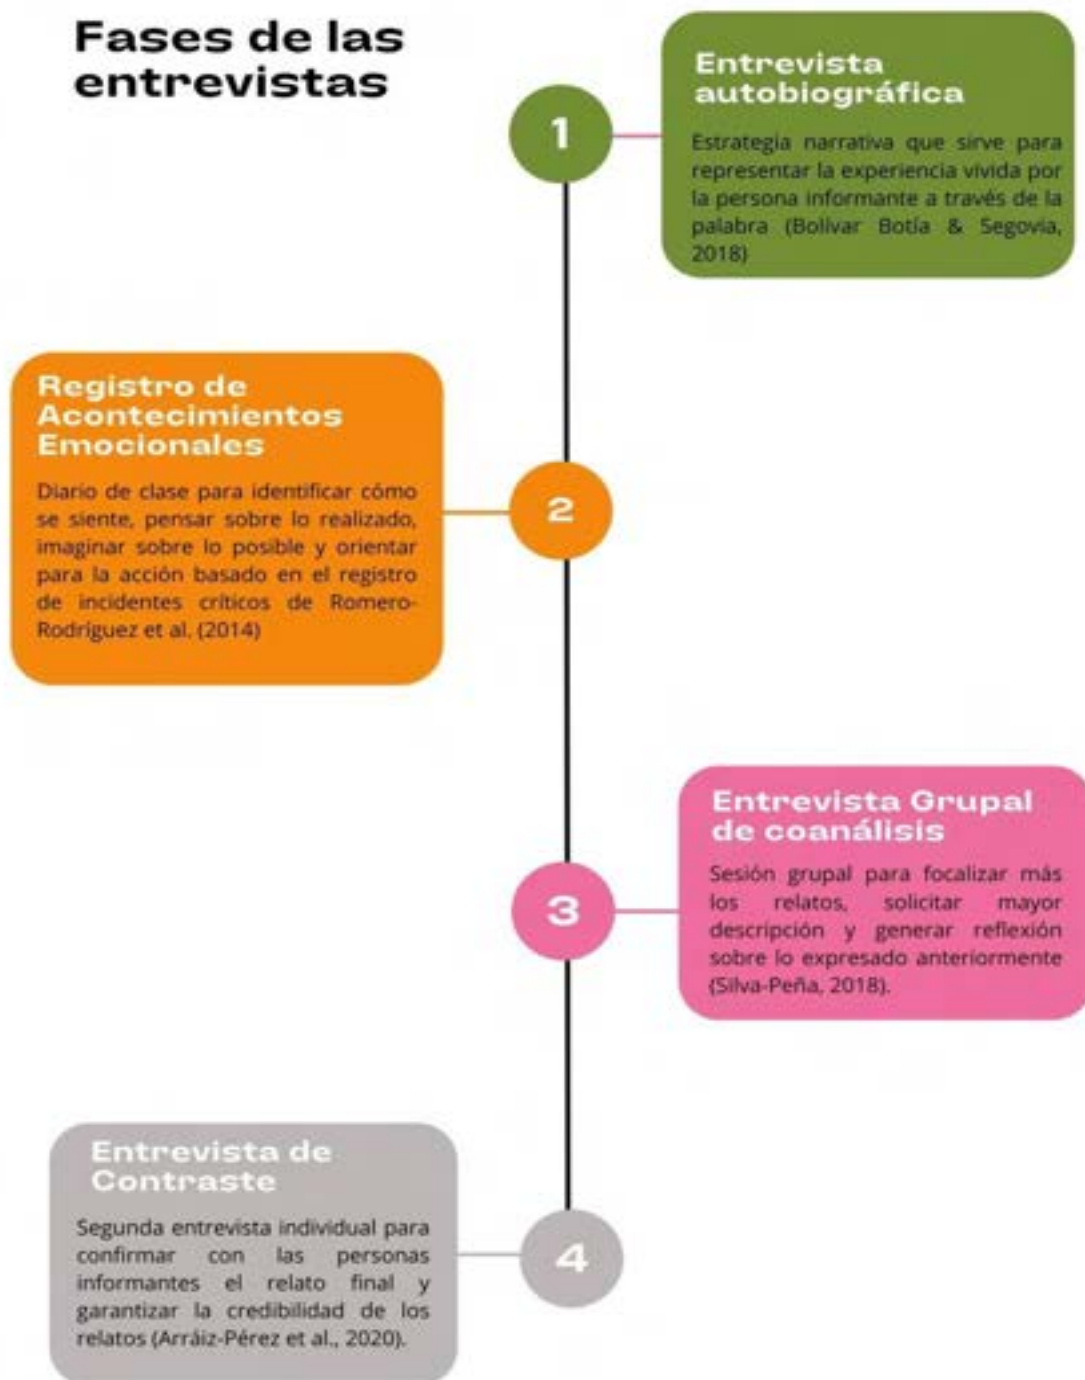 Fases de las
entrevistas
1
Entrevista
autobiográfica
Estrategia narrativa que sirve para
representar la experiencia vivida por
la persona informante a través de la
palabra (Bolívar Botía & Segovia,
2018)
Registro de
Acontecimientos
Emocionales
Diario de clase para identificar cómo
se siente, pensar sobre lo realizado,
imaginar sobre lo posible y orientar
para la acción basado en el registro
de incidentes críticos de Romero-
Rodríguez et al. (2014)
2
3
Entrevista Grupal
de coanálisis
Sesión grupal para focalizar más
los relatos, solicitar mayor
descripción y generar reflexión
sobre lo expresado anteriormente
(Silva-Peña, 2018).
Entrevista de
Contraste
Segunda entrevista individual para
confirmar con las personas
informantes el relato final y
garantizar la credibilidad de los
relatos (Arráiz-Pérez et al., 2020).
4